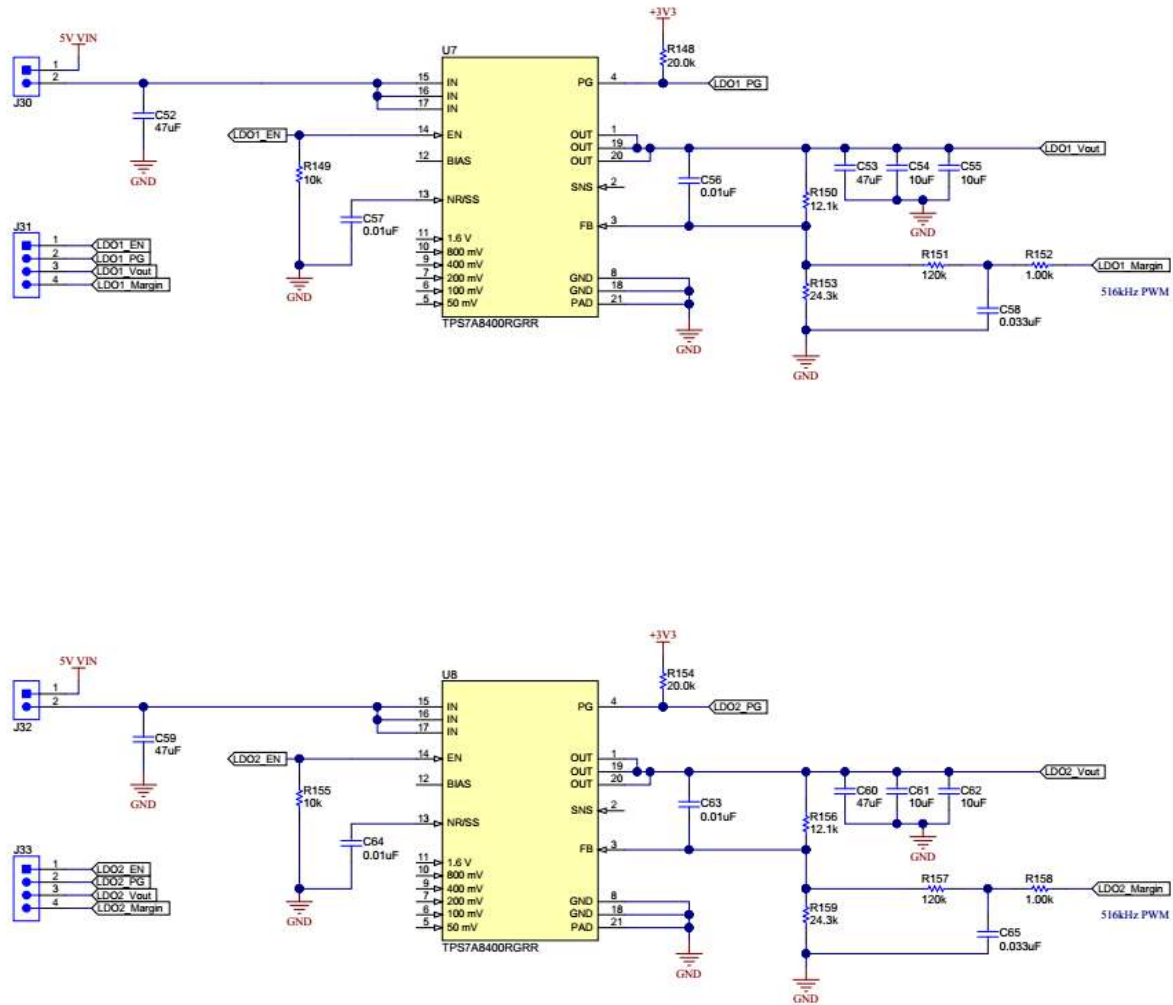 +3V3
5V VIN
U7
R148
20.0k
1
2
J30
15 IN
16 IN
17 IN
PG 4
LDO1_PG
C52
47uF
GND
LDO1_EN
14 EN
OUT 1
OUT 19
OUT 20
LDO1_Vout
R149
10k
12 BIAS
C56
0.01uF
C53
47uF
C54
10uF
C55
10uF
SNS 2
R150
12.1k
13 NR/SS
C57
0.01uF
FB 3
GND
J31
1 LDO1_EN
2 LDO1_PG
3 LDO1_Vout
4 LDO1_Margin
11 1.6 V
10 800 mV
9 400 mV
7 200 mV
6 100 mV
5 50 mV
GND
R151
120k
R152
1.00k
LDO1_Margin
516kHz PWM
GND 8
GND 18
PAD 21
R153
24.3k
C58
0.033uF
TPS7A8400RGRR
GND
GND
+3V3
5V VIN
U8
R154
20.0k
1
2
J32
15 IN
16 IN
17 IN
PG 4
LDO2_PG
C59
47uF
GND
LDO2_EN
14 EN
OUT 1
OUT 19
OUT 20
LDO2_Vout
R155
10k
12 BIAS
C63
0.01uF
C60
47uF
C61
10uF
C62
10uF
SNS 2
R156
12.1k
13 NR/SS
C64
0.01uF
FB 3
GND
J33
1 LDO2_EN
2 LDO2_PG
3 LDO2_Vout
4 LDO2_Margin
11 1.6 V
10 800 mV
9 400 mV
7 200 mV
6 100 mV
5 50 mV
GND
R157
120k
R158
1.00k
LDO2_Margin
516kHz PWM
GND 8
GND 18
PAD 21
R159
24.3k
C65
0.033uF
TPS7A8400RGRR
GND
GND